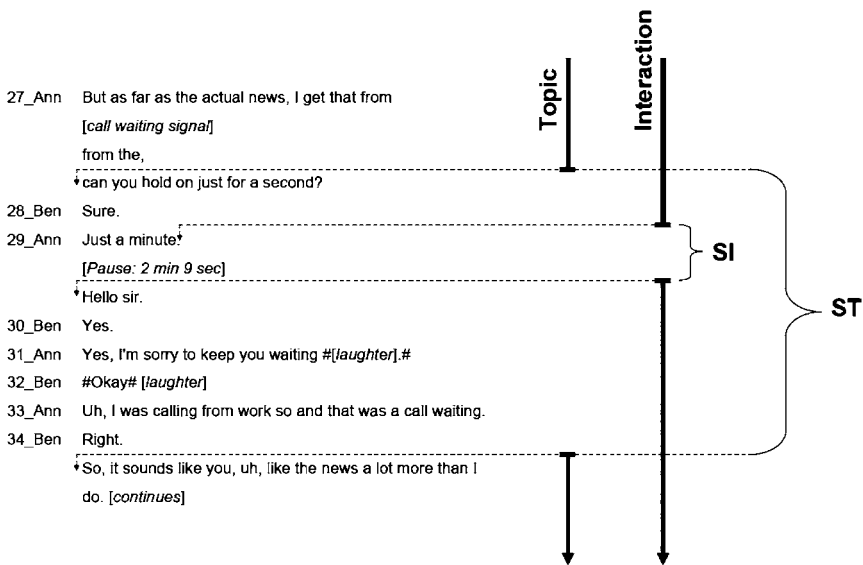 Topic
Interaction
27_Ann But as far as the actual news, I get that from
[call waiting signal]
from the,
can you hold on just for a second?
28_Ben Sure.
29_Ann Just a minute.
SI
[Pause: 2 min 9 sec]
Hello sir.
ST
30_Ben Yes.
31_Ann Yes, I'm sorry to keep you waiting #[laughter].#
32_Ben #Okay# [laughter]
33_Ann Uh, I was calling from work so and that was a call waiting.
34_Ben Right.
So, it sounds like you, uh, like the news a lot more than I
do. [continues]